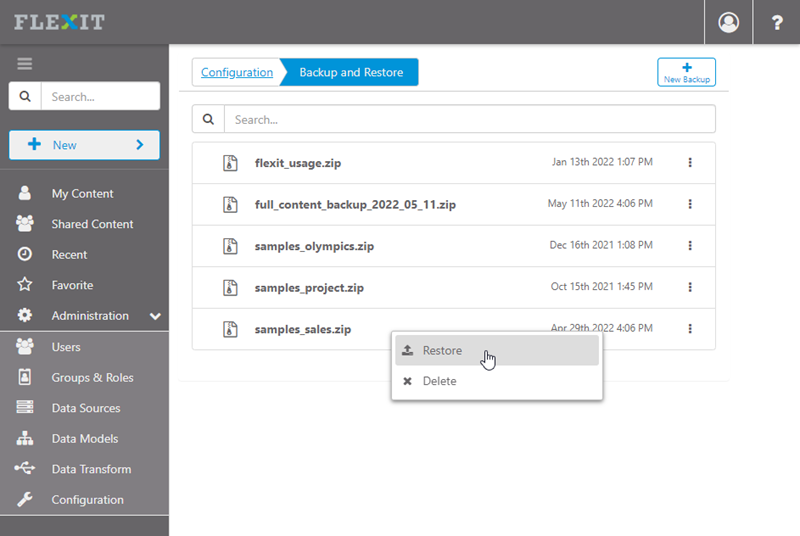 FLEXIT
?
Search...
New
My Content
Shared Content
Recent
Favorite
Administration
Users
Groups & Roles
Data Sources
Data Models
Data Transform
Configuration
Configuration
Backup and Restore
New Backup
Search...
flexit_usage.zip Jan 13th 2022 1:07 PM
full_content_backup_2022_05_11.zip May 11th 2022 4:06 PM
samples_olympics.zip Dec 16th 2021 1:08 PM
samples_project.zip Oct 15th 2021 1:45 PM
samples_sales.zip Apr 29th 2022 4:06 PM
Restore
Delete